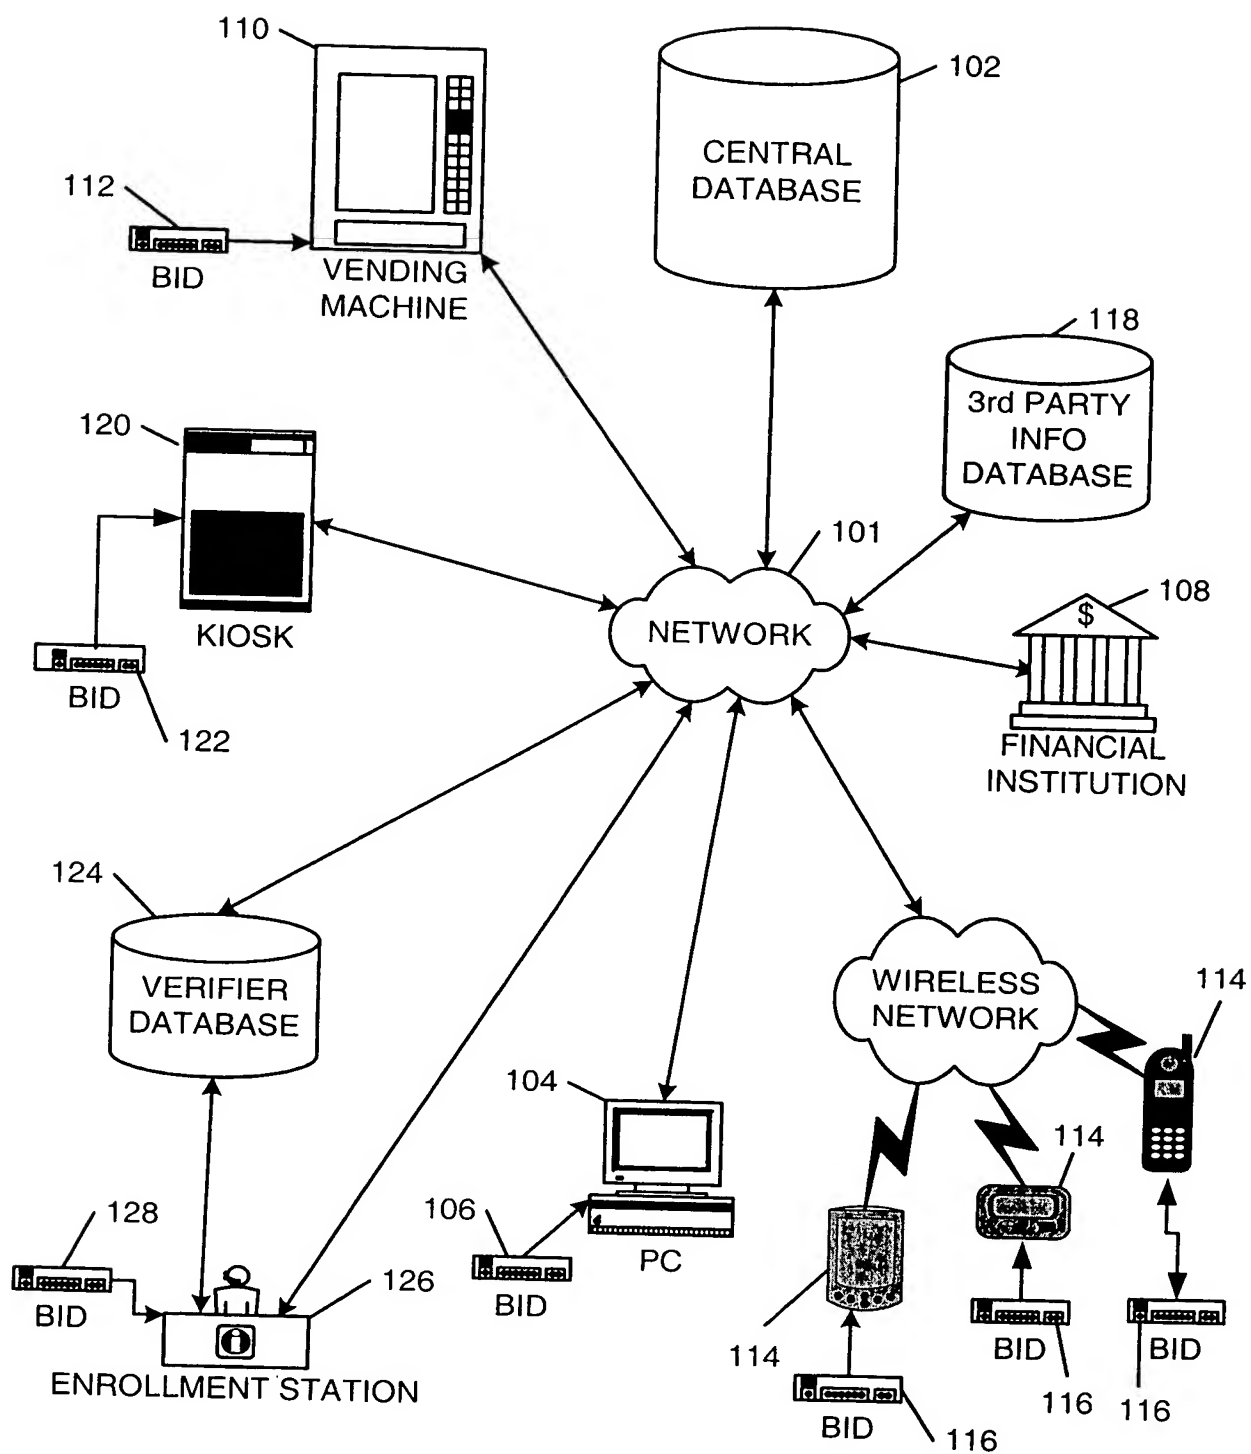 110
102
CENTRAL
DATABASE
112
BID
VENDING
MACHINE
118
3rd PARTY
INFO
DATABASE
120
101
108
$
KIOSK
NETWORK
BID
122
FINANCIAL
INSTITUTION
124
VERIFIER
DATABASE
WIRELESS
NETWORK
114
104
114
128
106
PC
BID
126
BID
i
114
BID
BID
ENROLLMENT STATION
116
116
BID
116